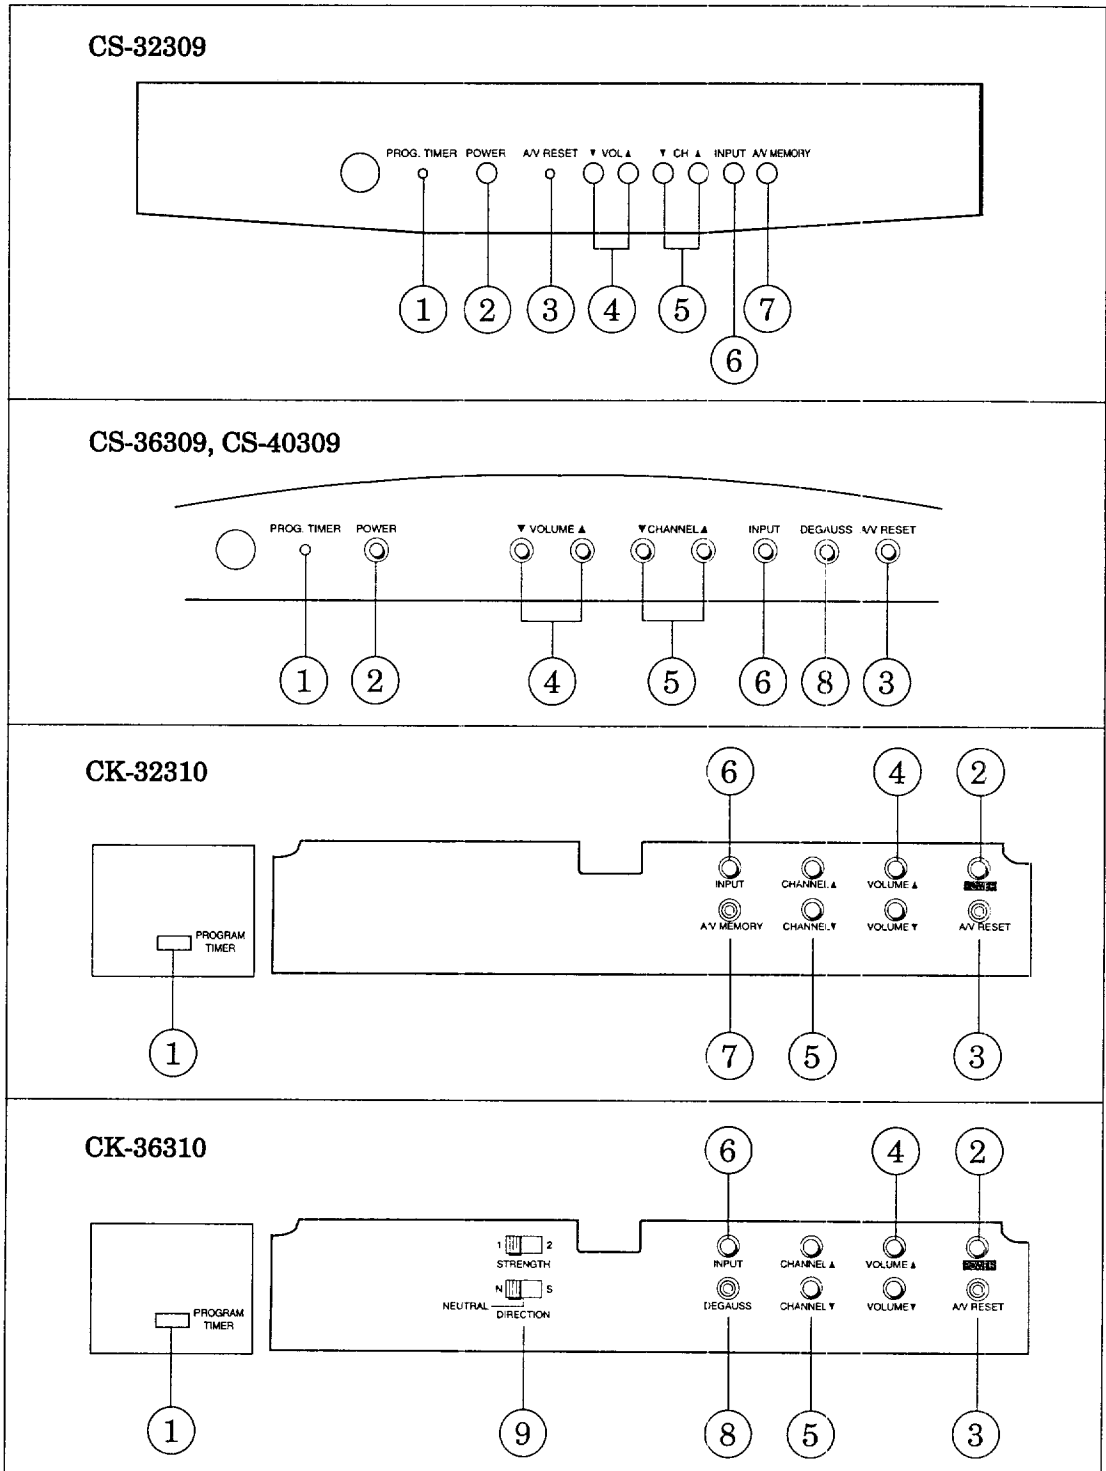 CS-32309
PROG. TIMER POWER A/V RESET ▼ VOL ▲ ▼ CH ▲ INPUT A/V MEMORY
1 2 3 4 5 7
6
CS-36309, CS-40309
PROG. TIMER POWER ▼ VOLUME ▲ ▼ CHANNEL ▲ INPUT DEGAUSS A/V RESET
1 2 4 5 6 8 3
CK-32310
6 4 2
INPUT CHANNEL ▲ VOLUME ▲
A/V MEMORY CHANNEL ▼ VOLUME ▼ A/V RESET
PROGRAM
TIMER
1 7 5 3
CK-36310
6 4 2
1 2
STRENGTH INPUT CHANNEL ▲ VOLUME ▲
N S
NEUTRAL DEGAUSS CHANNEL ▼ VOLUME ▼ A/V RESET
DIRECTION
PROGRAM
TIMER
1 9 8 5 3